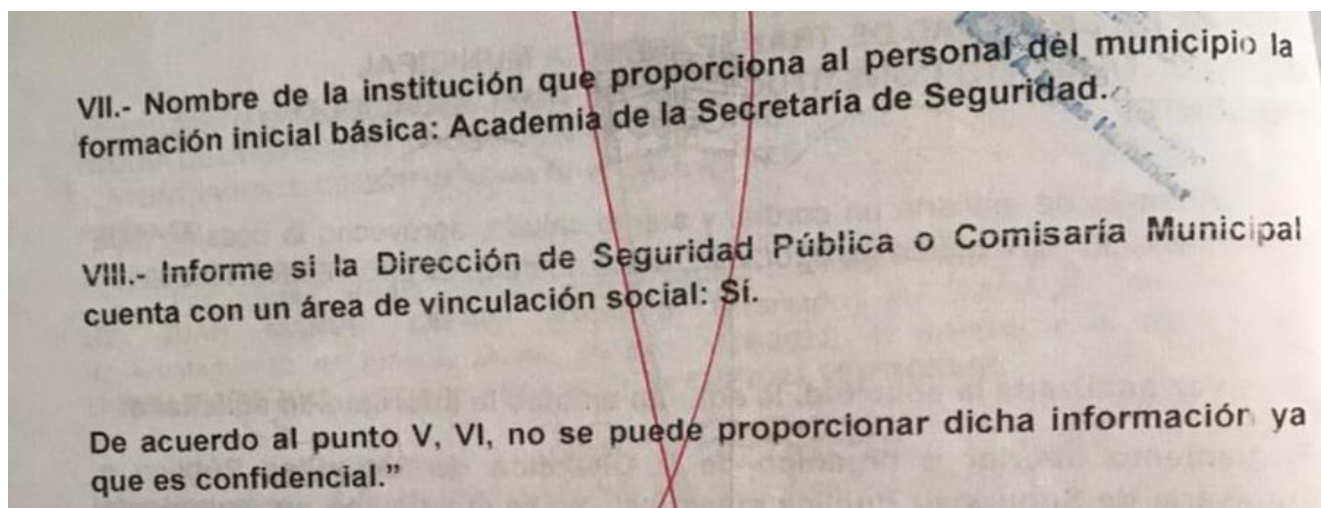 VII.- Nombre de la institución que proporciona al personal del municipio la
formación inicial básica: Academia de la Secretaría de Seguridad.
VIII.- Informe si la Dirección de Seguridad Pública o Comisaría Municipal
cuenta con un área de vinculación social: Sí.
De acuerdo al punto V, VI, no se puede proporcionar dicha información ya
que es confidencial.”